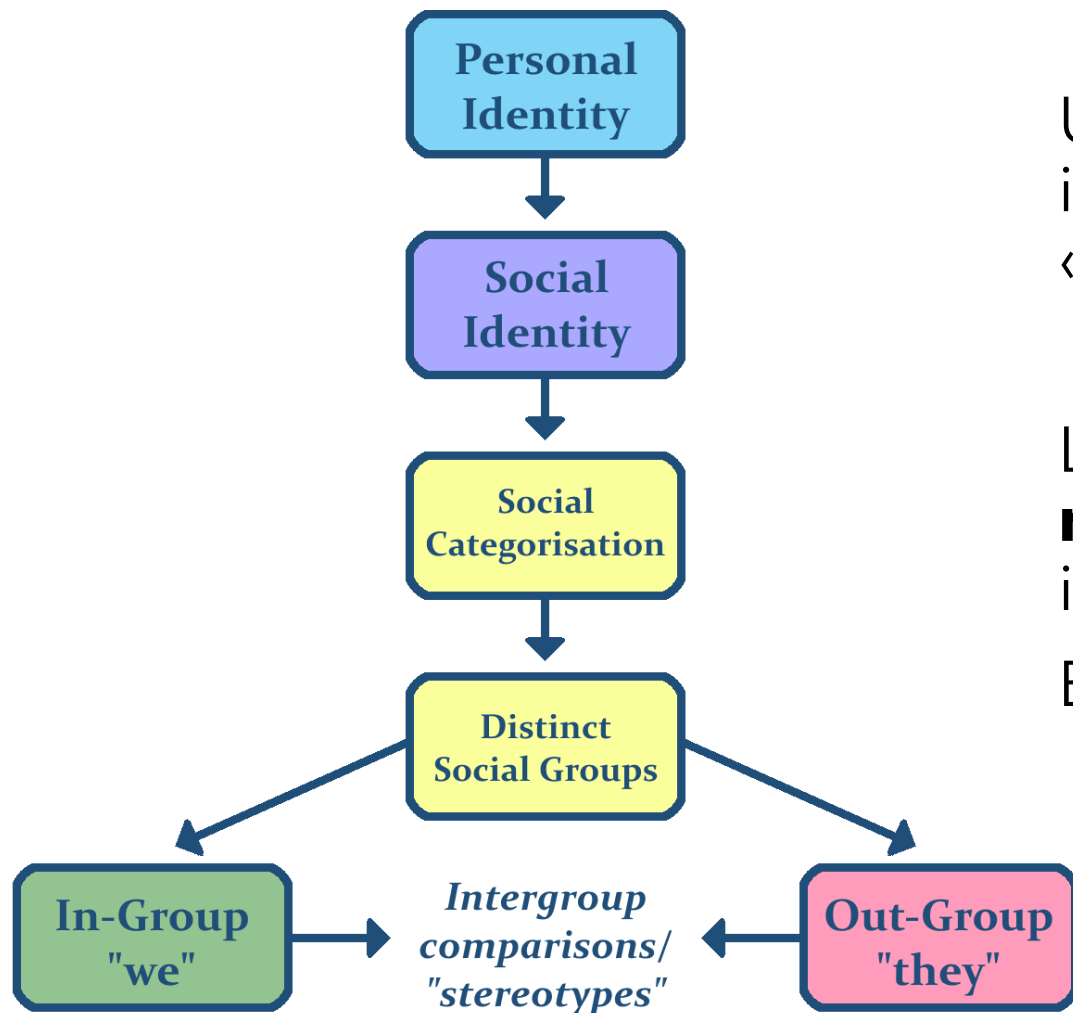 Personal
Identity
Social
Identity
Social
Categorisation
Distinct
Social Groups
In-Group
"we"
Intergroup
comparisons/
"stereotypes"
Out-Group
"they"